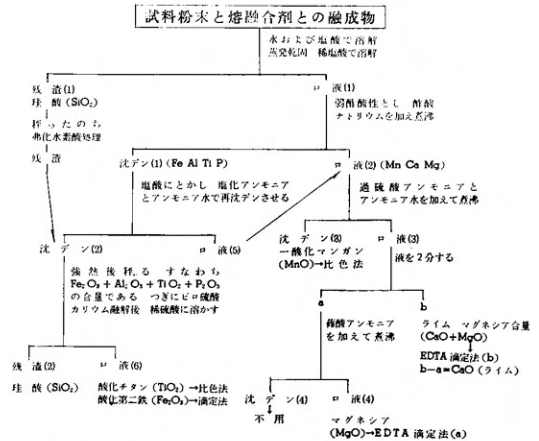 試料粉末と熔融合剤との融成物
水および塩酸で溶解
蒸発乾固 稀塩酸で溶解
残渣(1)
珪酸(SiO₂)
秤ったのち
弗化水素酸処理
残渣
ロ液(1)
弱酢酸性とし 酢酸
ナトリウムを加え煮沸
沈デン(1)(Fe Al Ti P)
ロ液(2)(Mn Ca Mg)
塩酸にとかし 塩化アンモニア
とアンモニア水で再沈デンさせる
過硫酸アンモニアと
アンモニア水を加えて煮沸
沈デン(2)
ロ液(5)
沈デン(3)
一酸化マンガン
(MnO)→比色法
ロ液(3)
液を2分する
強熱後秤る すなわち
Fe₂O₃+Al₂O₃+TiO₂+P₂O₅
の合量である つぎにピロ硫酸
カリウム融解後 稀硫酸に溶かす
a
b
蓚酸アンモニア
を加えて煮沸
ライム マグネシア合量
(CaO+MgO)
EDTA滴定法(b)
b-a=CaO(ライム)
残渣(2)
珪酸(SiO₂)
ロ液(6)
酸化チタン(TiO₂)→比色法
酸化第二鉄(Fe₂O₃)→滴定法
沈デン(4)
不用
ロ液(4)
マグネシア
(MgO)→EDTA滴定法(a)